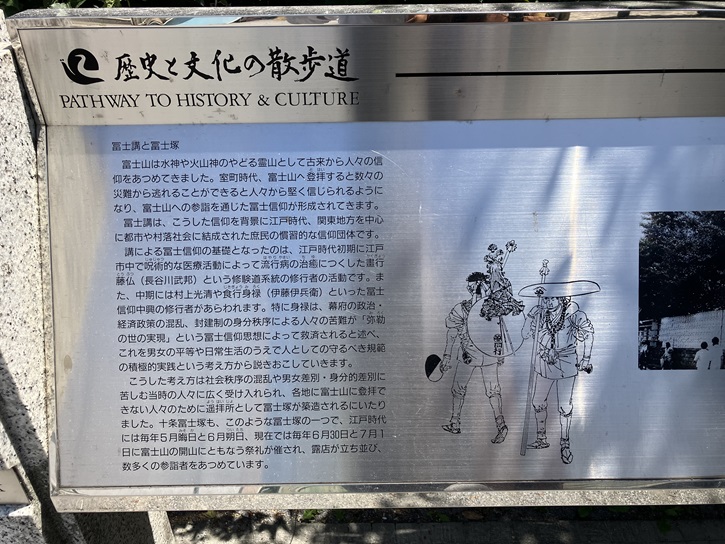 歴史と文化の散歩道
PATHWAY TO HISTORY & CULTURE
冨士講と冨士塚
富士山は水神や火山神のやどる霊山として古来から人々の信
仰をあつめてきました。室町時代、富士山へ登拝すると数々の
災難から逃れることができると人々から堅く信じられるように
なり、富士山への参詣を通じた冨士信仰が形成されてきます。
冨士講は、こうした信仰を背景に江戸時代、関東地方を中心
に都市や村落社会に結成された庶民の慣習的な信仰団体です。
講による冨士信仰の基礎となったのは、江戸時代初期に江戸
市中で呪術的な医療活動によって流行病の治癒につくした書行
藤仏（長谷川武邦）という修験道系統の修行者の活動です。ま
た、中期には村上光清や食行身禄（伊藤伊兵衛）といった冨士
信仰中興の修行者があらわれます。特に身禄は、幕府の政治・
経済政策の混乱、封建制の身分秩序による人々の苦難が「弥勒
の世の実現」という冨士信仰思想によって救済されると述べ、
これを男女の平等や日常生活のうえで人としての守るべき規範
の積極的実践という考え方から説きおこしていきます。
こうした考え方は社会秩序の混乱や男女差別・身分的差別に
苦しむ当時の人々に広く受け入れられ、各地に富士山に登拝で
きない人々のために遥拝所として冨士塚が築造されるにいたり
ました。十条冨士塚も、このような冨士塚の一つで、江戸時代
には毎年5月晦日と6月朔日、現在では毎年6月30日と7月1
日に富士山の開山にともなう祭礼が催され、露店が立ち並び、
数多くの参詣者をあつめています。